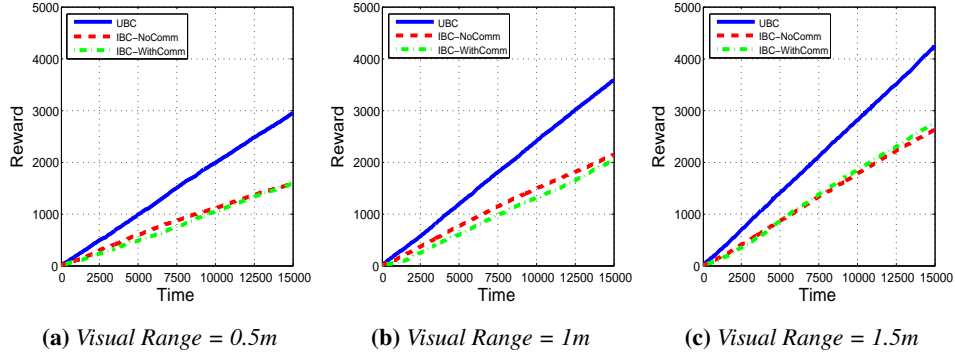 5000
4000
3000
2000
1000
0
Reward
UBC
IBC-NoComm
IBC-WithComm
0 2500 5000 7500 10000 12500 15000
Time
(a) Visual Range = 0.5m
5000
4000
3000
2000
1000
0
Reward
UBC
IBC-NoComm
IBC-WithComm
0 2500 5000 7500 10000 12500 15000
Time
(b) Visual Range = 1m
5000
4000
3000
2000
1000
0
Reward
UBC
IBC-NoComm
IBC-WithComm
0 2500 5000 7500 10000 12500 15000
Time
(c) Visual Range = 1.5m